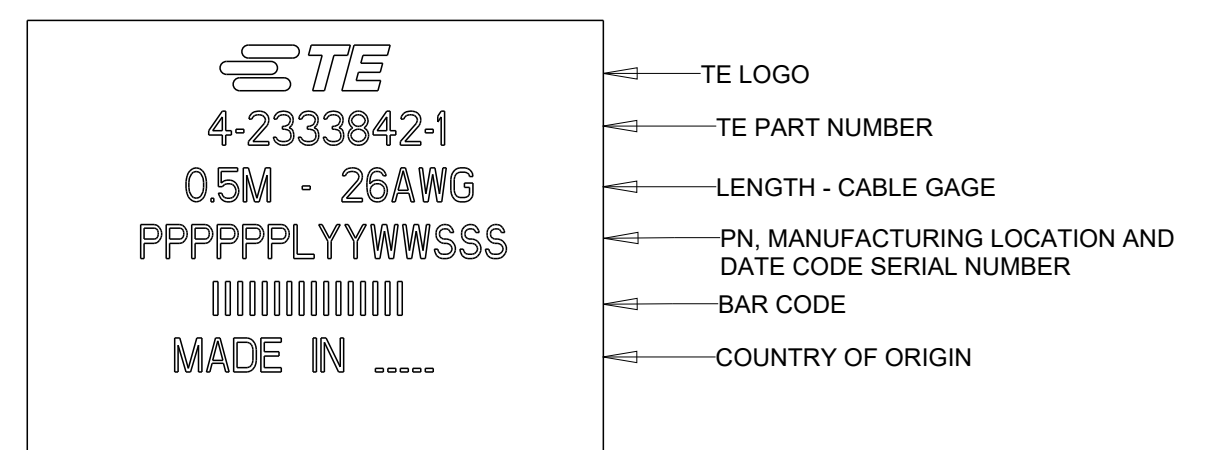 TE
TE LOGO
4-2333842-1
TE PART NUMBER
0.5M - 26AWG
LENGTH - CABLE GAGE
PPPPPPLYYWWSSS
PN, MANUFACTURING LOCATION AND
DATE CODE SERIAL NUMBER
BAR CODE
MADE IN _____
COUNTRY OF ORIGIN